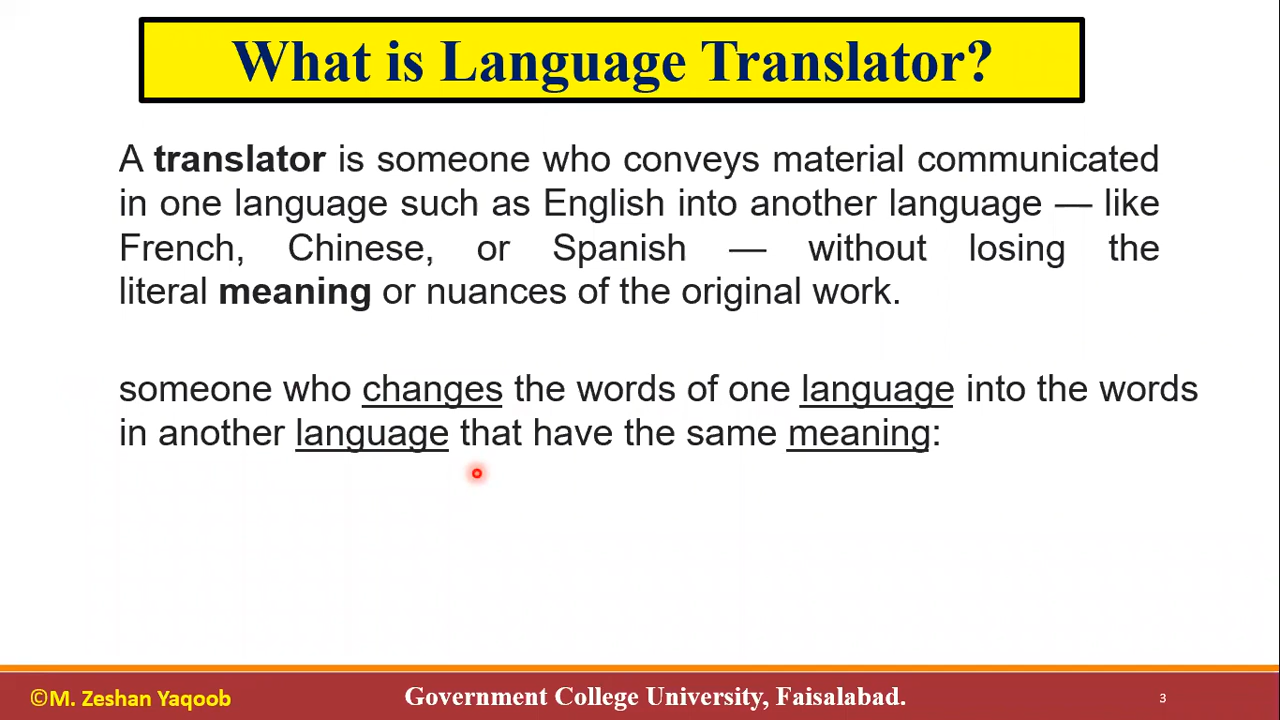 What is Language Translator?
A translator is someone who conveys material communicated
in one language such as English into another language — like
French, Chinese, or Spanish — without losing the
literal meaning or nuances of the original work.
someone who changes the words of one language into the words
in another language that have the same meaning:
©M. Zeshan Yaqoob
Government College University, Faisalabad.
3